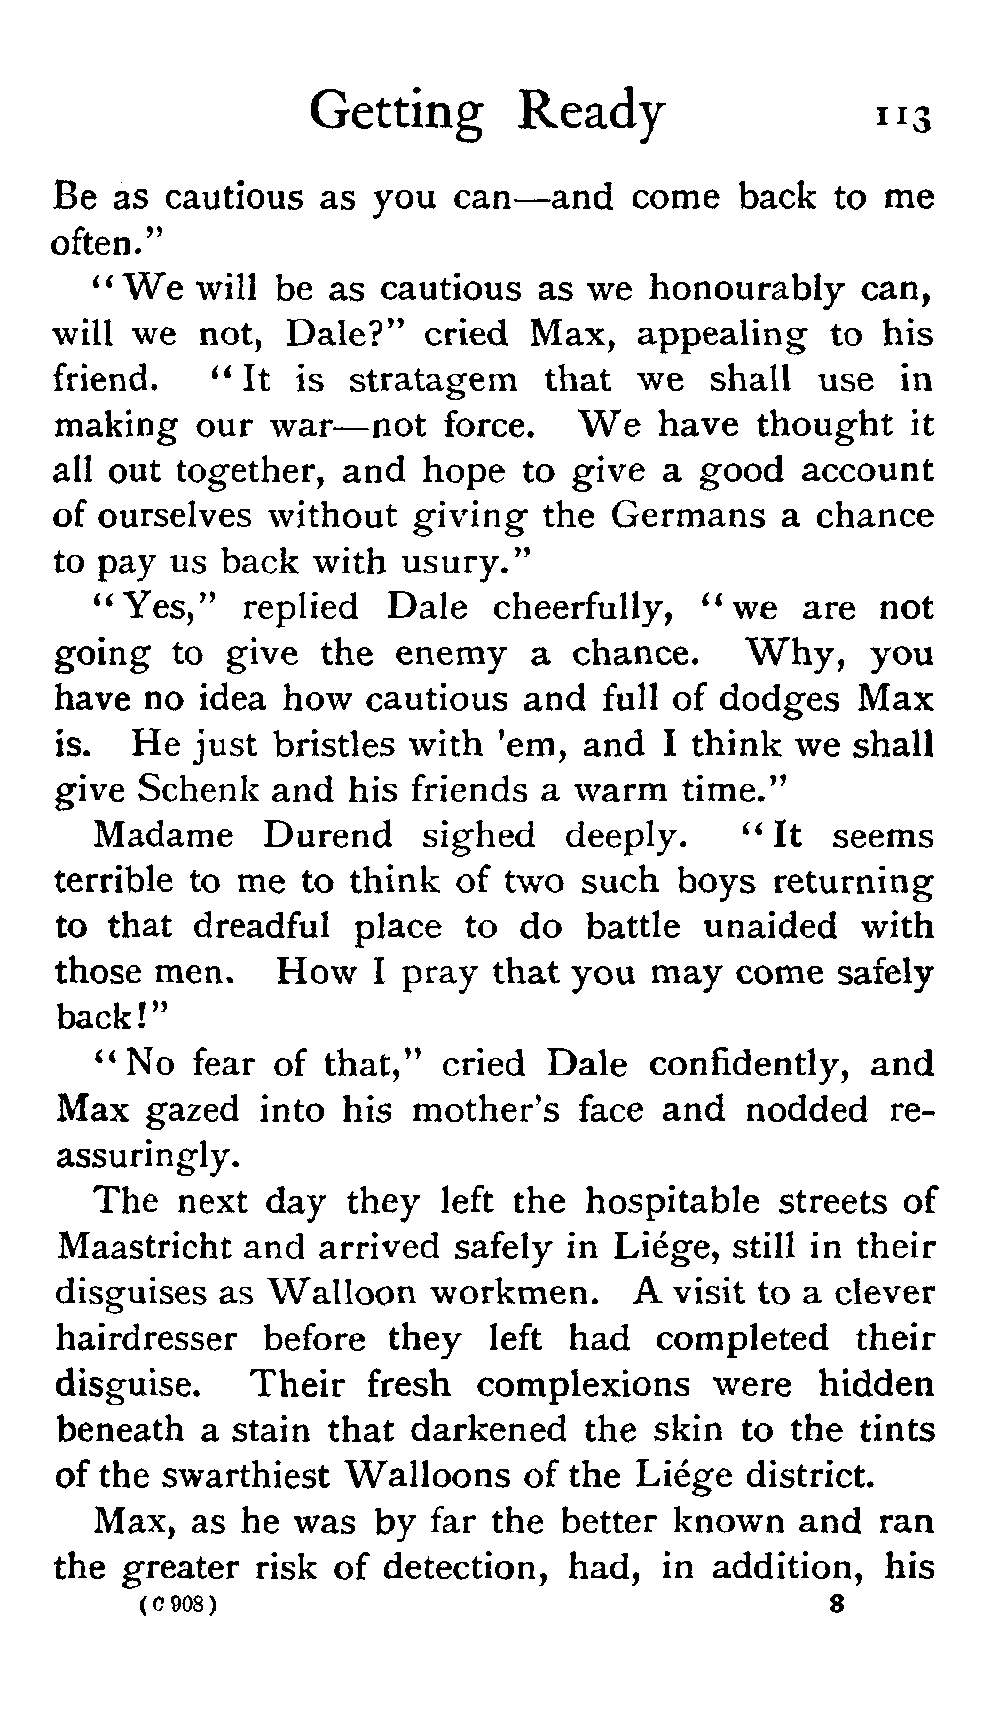 Getting Ready 113
Be as cautious as you can—and come back to me
often."
"We will be as cautious as we honourably can,
will we not, Dale?" cried Max, appealing to his
friend. "It is stratagem that we shall use in
making our war—not force. We have thought it
all out together, and hope to give a good account
of ourselves without giving the Germans a chance
to pay us back with usury."
"Yes," replied Dale cheerfully, "we are not
going to give the enemy a chance. Why, you
have no idea how cautious and full of dodges Max
is. He just bristles with 'em, and I think we shall
give Schenk and his friends a warm time."
Madame Durend sighed deeply. "It seems
terrible to me to think of two such boys returning
to that dreadful place to do battle unaided with
those men. How I pray that you may come safely
back!"
"No fear of that," cried Dale confidently, and
Max gazed into his mother's face and nodded re-
assuringly.
The next day they left the hospitable streets of
Maastricht and arrived safely in Liége, still in their
disguises as Walloon workmen. A visit to a clever
hairdresser before they left had completed their
disguise. Their fresh complexions were hidden
beneath a stain that darkened the skin to the tints
of the swarthiest Walloons of the Liége district.
Max, as he was by far the better known and ran
the greater risk of detection, had, in addition, his
(C 908) 8